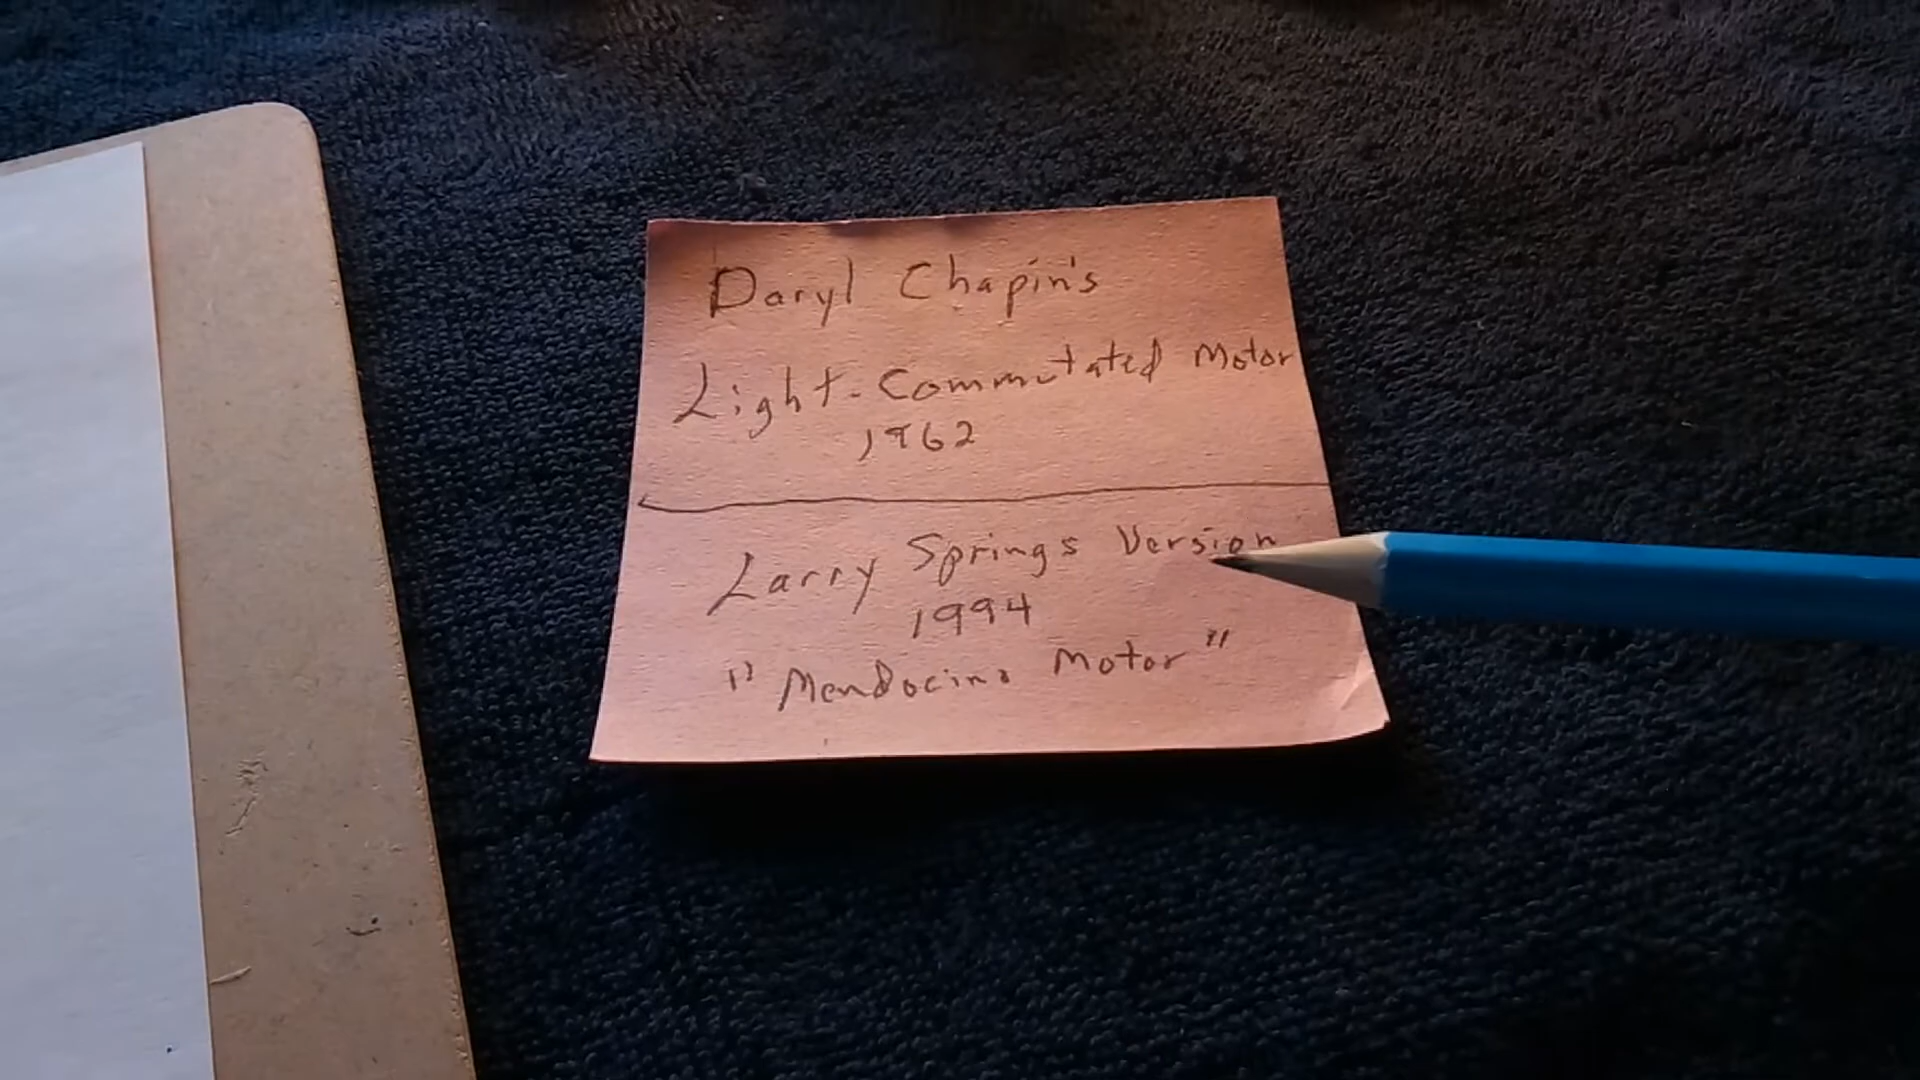 Daryl Chapin's
Light-Commutated Motor
1962
Larry Springs Version
1994
"Mendocino Motor"